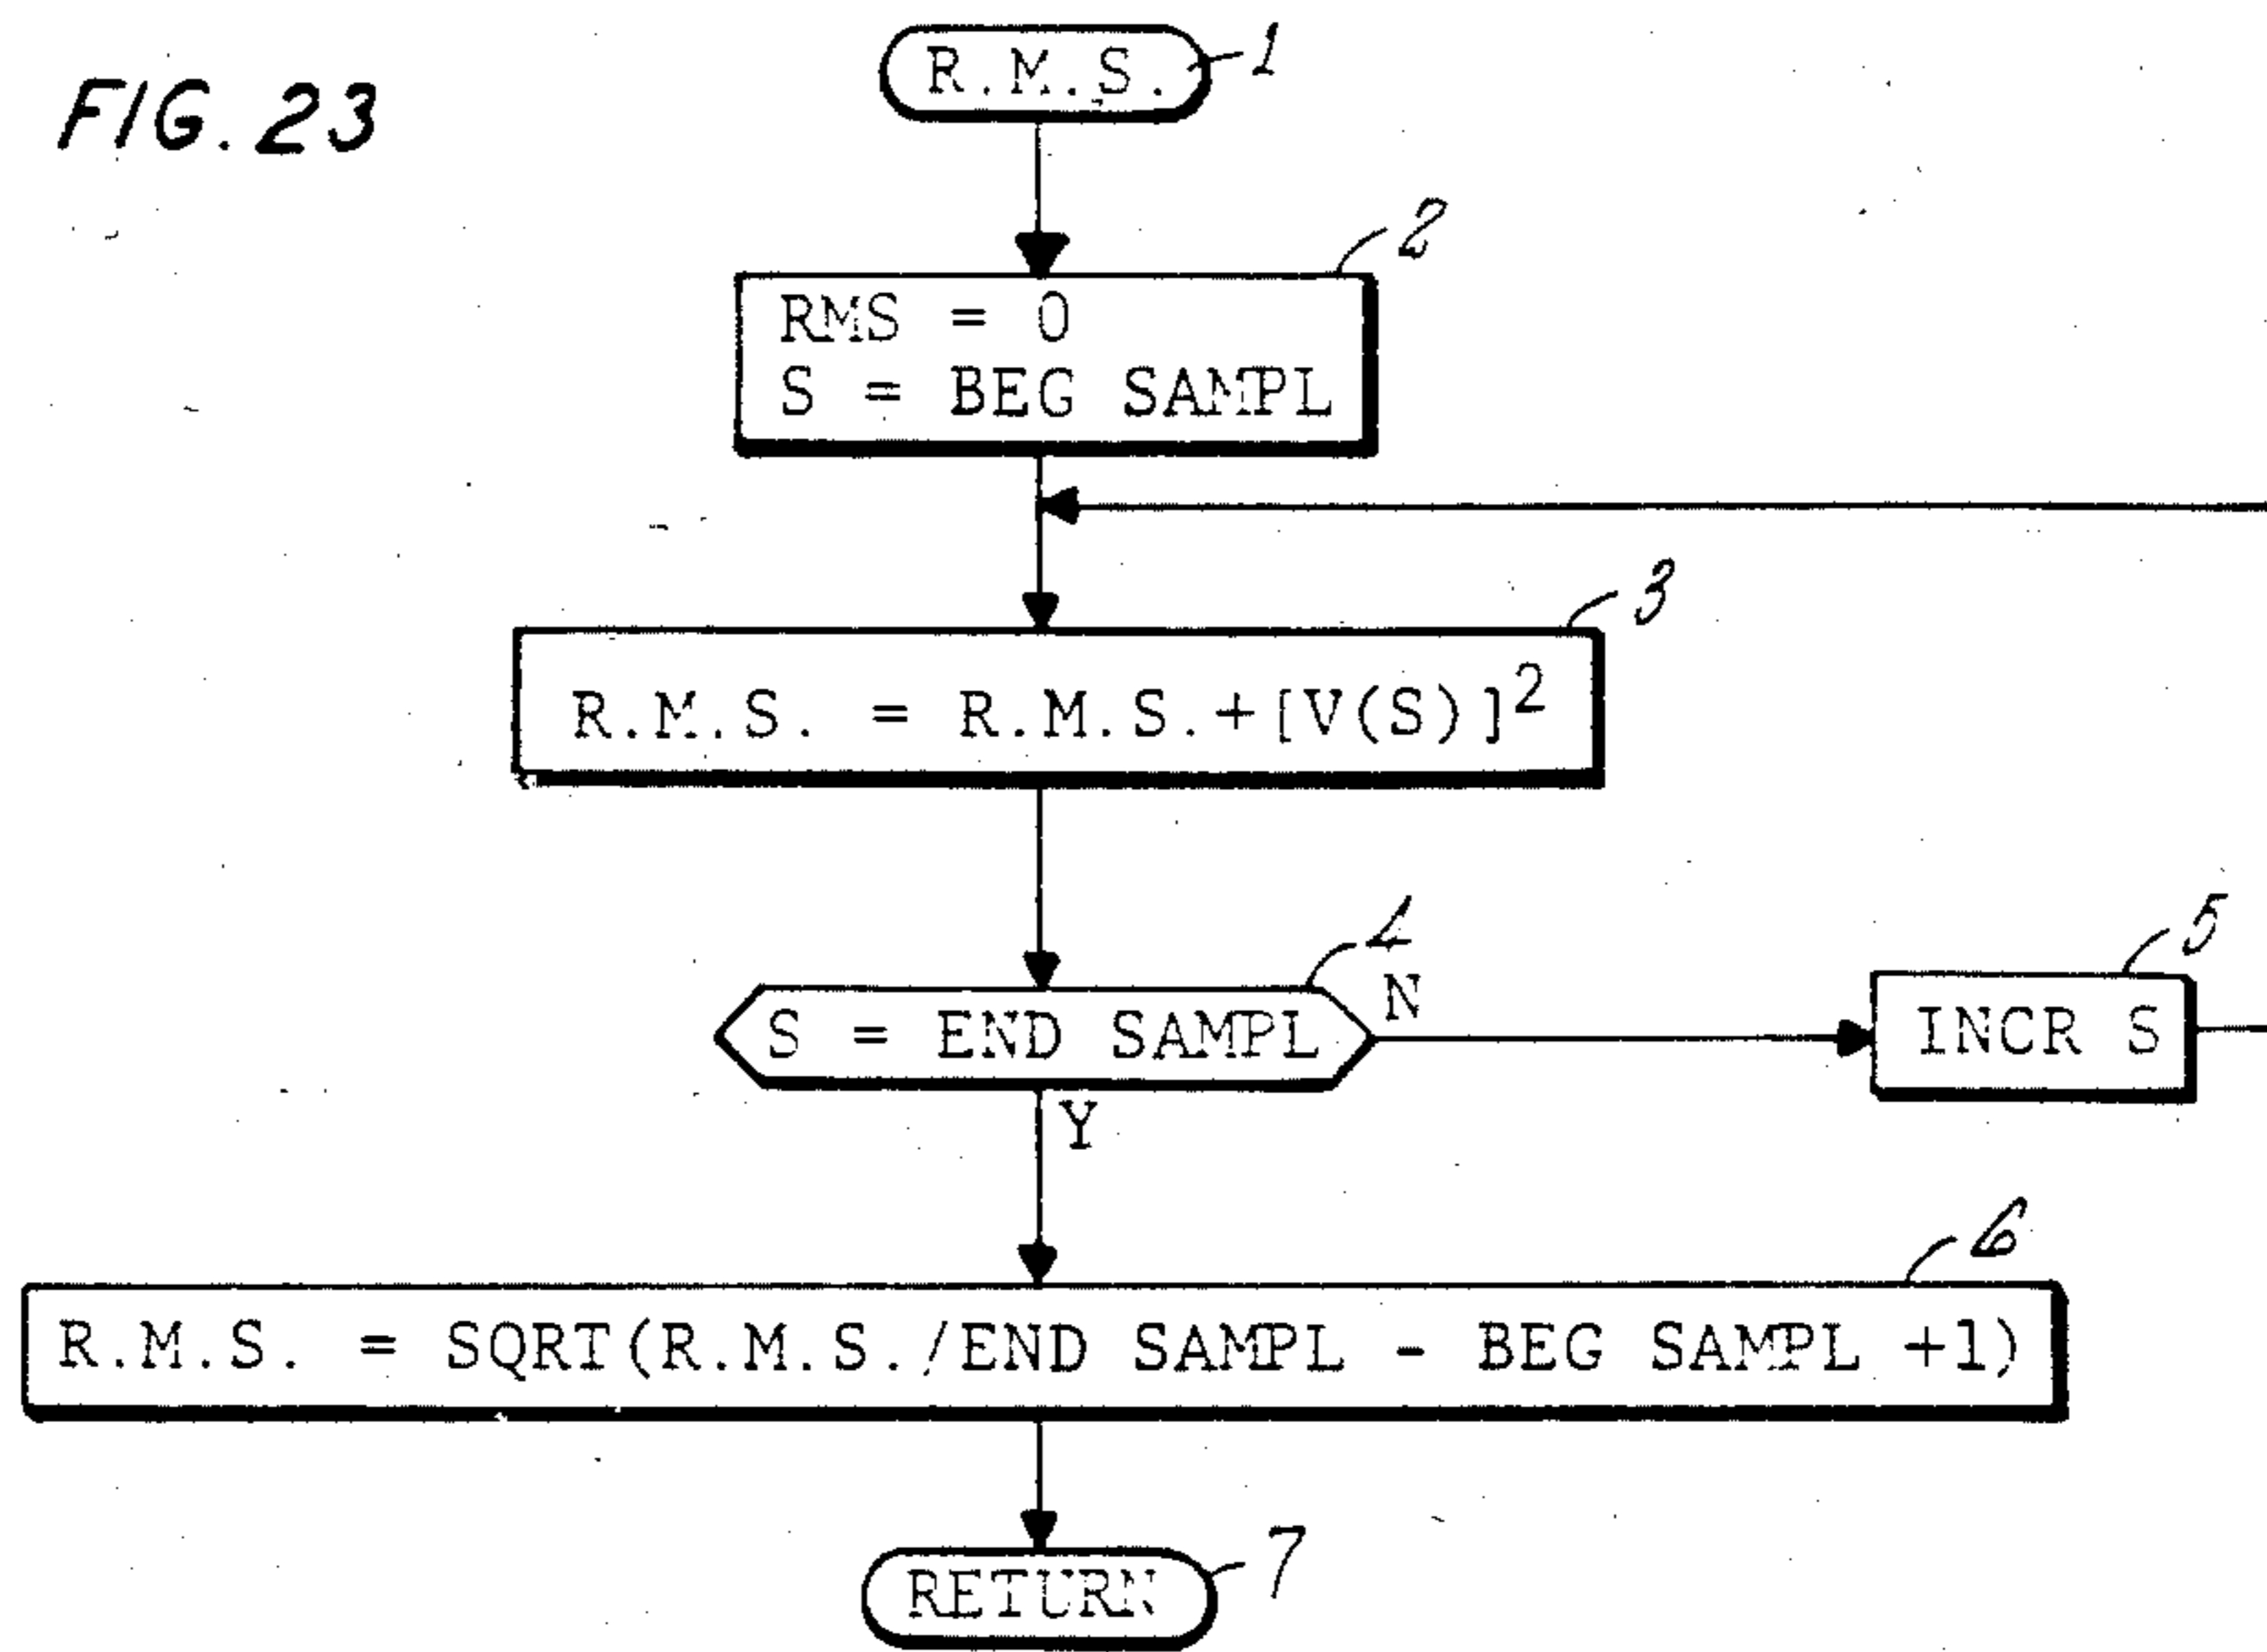 FIG. 23
R.M.S.
1
2
RMS = 0
S = BEG SAMPL
3
R.M.S. = R.M.S.+[V(S)]²
4
S = END SAMPL
N
5
INCR S
Y
6
R.M.S. = SQRT(R.M.S./END SAMPL - BEG SAMPL +1)
RETURN
7